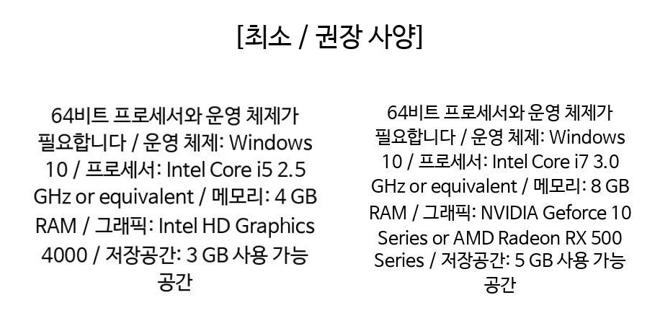 [최소 / 권장 사양]
64비트 프로세서와 운영 체제가
필요합니다 / 운영 체제: Windows
10 / 프로세서: Intel Core i5 2.5
GHz or equivalent / 메모리: 4 GB
RAM / 그래픽: Intel HD Graphics
4000 / 저장공간: 3 GB 사용 가능
공간
64비트 프로세서와 운영 체제가
필요합니다 / 운영 체제: Windows
10 / 프로세서: Intel Core i7 3.0
GHz or equivalent / 메모리: 8 GB
RAM / 그래픽: NVIDIA Geforce 10
Series or AMD Radeon RX 500
Series / 저장공간: 5 GB 사용 가능
공간